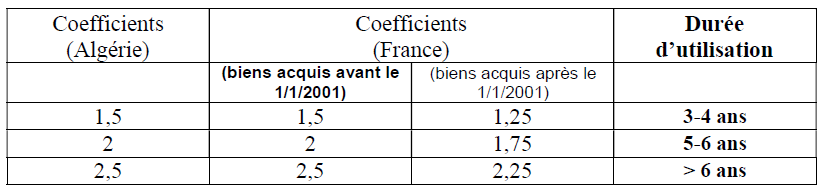 Coefficients (Algérie) Coefficients (France) Durée d'utilisation
(biens acquis avant le 1/1/2001) (biens acquis après le 1/1/2001)
1,5 1,5 1,25 3-4 ans
2 2 1,75 5-6 ans
2,5 2,5 2,25 > 6 ans